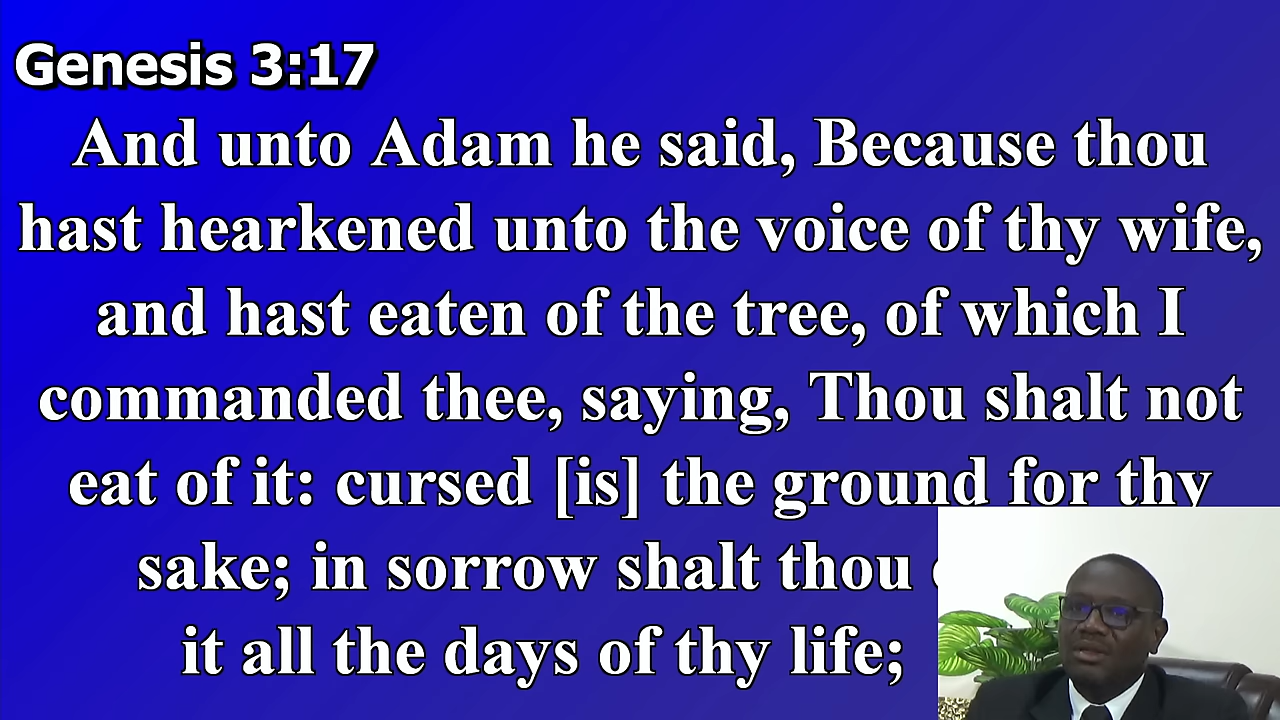 Genesis 3:17
And unto Adam he said, Because thou
hast hearkened unto the voice of thy wife,
and hast eaten of the tree, of which I
commanded thee, saying, Thou shalt not
eat of it: cursed [is] the ground for thy
sake; in sorrow shalt thou
it all the days of thy life;